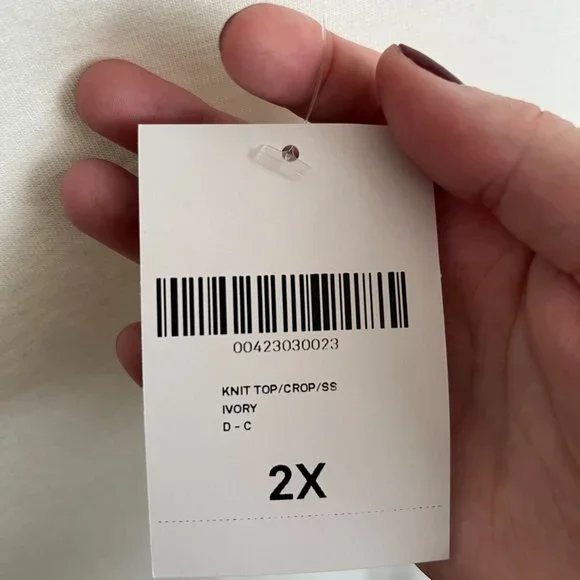 00423030023
KNIT TOP/CROP/SS
IVORY
D - C
2X